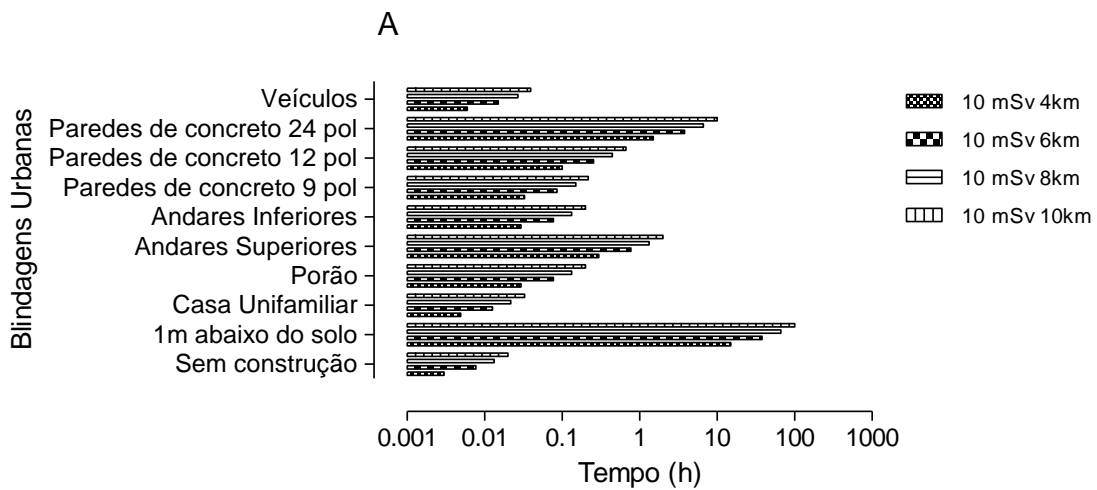 A
Blindagens Urbanas
Veículos
Paredes de concreto 24 pol
Paredes de concreto 12 pol
Paredes de concreto 9 pol
Andares Inferiores
Andares Superiores
Porão
Casa Unifamiliar
1m abaixo do solo
Sem construção
0.001 0.01 0.1 1 10 100 1000
Tempo (h)
10 mSv 4km
10 mSv 6km
10 mSv 8km
10 mSv 10km